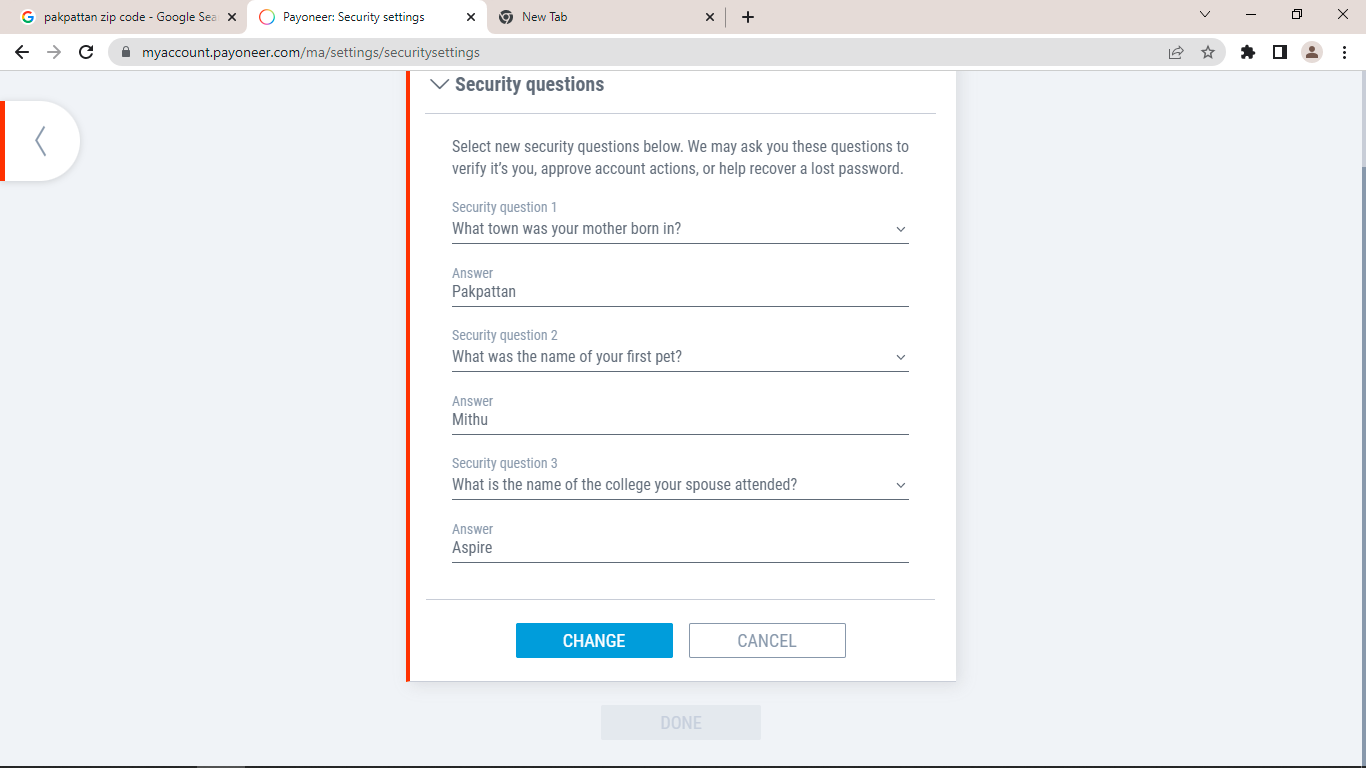 pakpattan zip code - Google Sea
Payoneer: Security settings
New Tab
myaccount.payoneer.com/ma/settings/securitysettings
Security questions
Select new security questions below. We may ask you these questions to
verify it’s you, approve account actions, or help recover a lost password.
Security question 1
What town was your mother born in?
Answer
Pakpattan
Security question 2
What was the name of your first pet?
Answer
Mithu
Security question 3
What is the name of the college your spouse attended?
Answer
Aspire
CHANGE
CANCEL
DONE